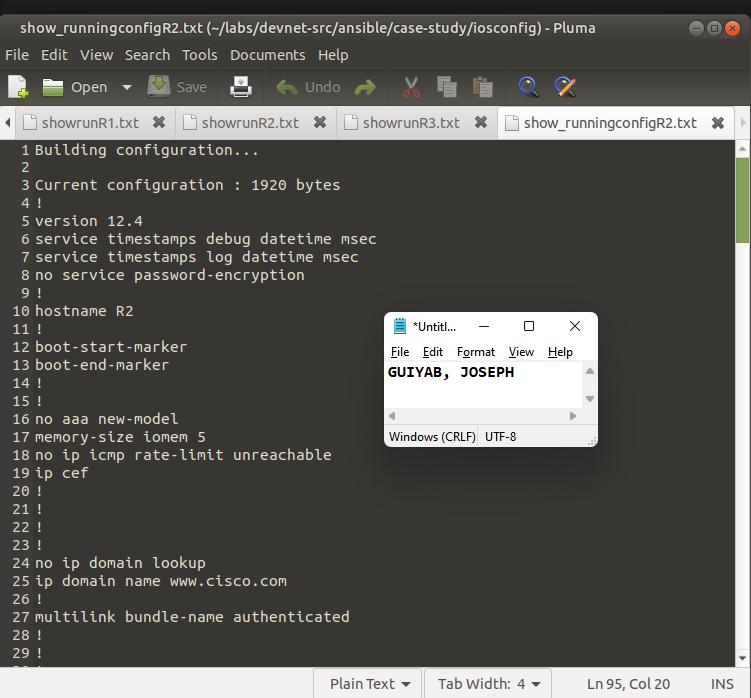 show_runningconfigR2.txt (~/labs/devnet-src/ansible/case-study/iosconfig) - Pluma
File Edit View Search Tools Documents Help
Open Save Undo
showrunR1.txt showrunR2.txt showrunR3.txt show_runningconfigR2.txt
1 Building configuration...
2
3 Current configuration : 1920 bytes
4 !
5 version 12.4
6 service timestamps debug datetime msec
7 service timestamps log datetime msec
8 no service password-encryption
9 !
10 hostname R2
11 !
12 boot-start-marker
13 boot-end-marker
14 !
15 !
16 no aaa new-model
17 memory-size iomem 5
18 no ip icmp rate-limit unreachable
19 ip cef
20 !
21 !
22 !
23 !
24 no ip domain lookup
25 ip domain name www.cisco.com
26 !
27 multilink bundle-name authenticated
28 !
29 !
*Untitl...
File Edit Format View Help
GUIYAB, JOSEPH
Windows (CRLF) UTF-8
Plain Text Tab Width: 4 Ln 95, Col 20 INS